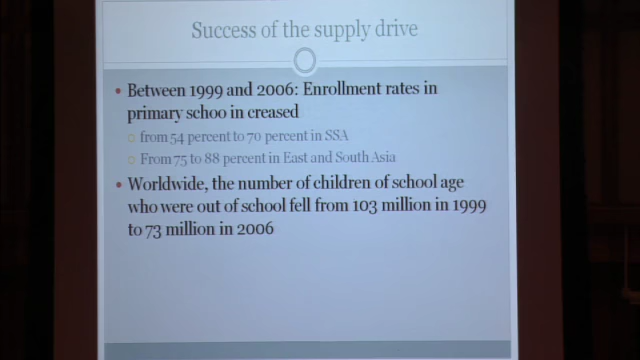 Success of the supply drive
• Between 1999 and 2006: Enrollment rates in
primary schoo in creased
from 54 percent to 70 percent in SSA
From 75 to 88 percent in East and South Asia
• Worldwide, the number of children of school age
who were out of school fell from 103 million in 1999
to 73 million in 2006